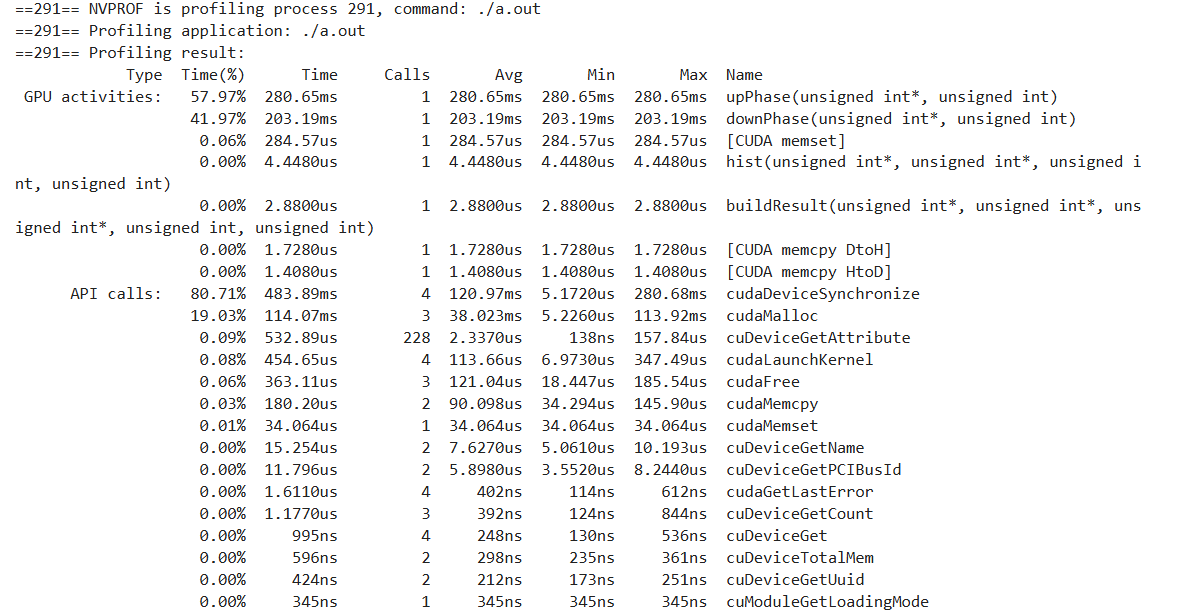 ==291== NVPROF is profiling process 291, command: ./a.out
==291== Profiling application: ./a.out
==291== Profiling result:
            Type  Time(%)      Time     Calls       Avg       Min       Max  Name
 GPU activities:   57.97%  280.65ms         1  280.65ms  280.65ms  280.65ms  upPhase(unsigned int*, unsigned int)
                   41.97%  203.19ms         1  203.19ms  203.19ms  203.19ms  downPhase(unsigned int*, unsigned int)
                    0.06%  284.57us         1  284.57us  284.57us  284.57us  [CUDA memset]
                    0.00%  4.4480us         1  4.4480us  4.4480us  4.4480us  hist(unsigned int*, unsigned int*, unsigned i
nt, unsigned int)
                    0.00%  2.8800us         1  2.8800us  2.8800us  2.8800us  buildResult(unsigned int*, unsigned int*, uns
igned int*, unsigned int, unsigned int)
                    0.00%  1.7280us         1  1.7280us  1.7280us  1.7280us  [CUDA memcpy DtoH]
                    0.00%  1.4080us         1  1.4080us  1.4080us  1.4080us  [CUDA memcpy HtoD]
      API calls:   80.71%  483.89ms         4  120.97ms  5.1720us  280.68ms  cudaDeviceSynchronize
                   19.03%  114.07ms         3  38.023ms  5.2260us  113.92ms  cudaMalloc
                    0.09%  532.89us       228  2.3370us     138ns  157.84us  cuDeviceGetAttribute
                    0.08%  454.65us         4  113.66us  6.9730us  347.49us  cudaLaunchKernel
                    0.06%  363.11us         3  121.04us  18.447us  185.54us  cudaFree
                    0.03%  180.20us         2  90.098us  34.294us  145.90us  cudaMemcpy
                    0.01%  34.064us         1  34.064us  34.064us  34.064us  cudaMemset
                    0.00%  15.254us         2  7.6270us  5.0610us  10.193us  cuDeviceGetName
                    0.00%  11.796us         2  5.8980us  3.5520us  8.2440us  cuDeviceGetPCIBusId
                    0.00%  1.6110us         4     402ns     114ns     612ns  cudaGetLastError
                    0.00%  1.1770us         3     392ns     124ns     844ns  cuDeviceGetCount
                    0.00%     995ns         4     248ns     130ns     536ns  cuDeviceGet
                    0.00%     596ns         2     298ns     235ns     361ns  cuDeviceTotalMem
                    0.00%     424ns         2     212ns     173ns     251ns  cuDeviceGetUuid
                    0.00%     345ns         1     345ns     345ns     345ns  cuModuleGetLoadingMode